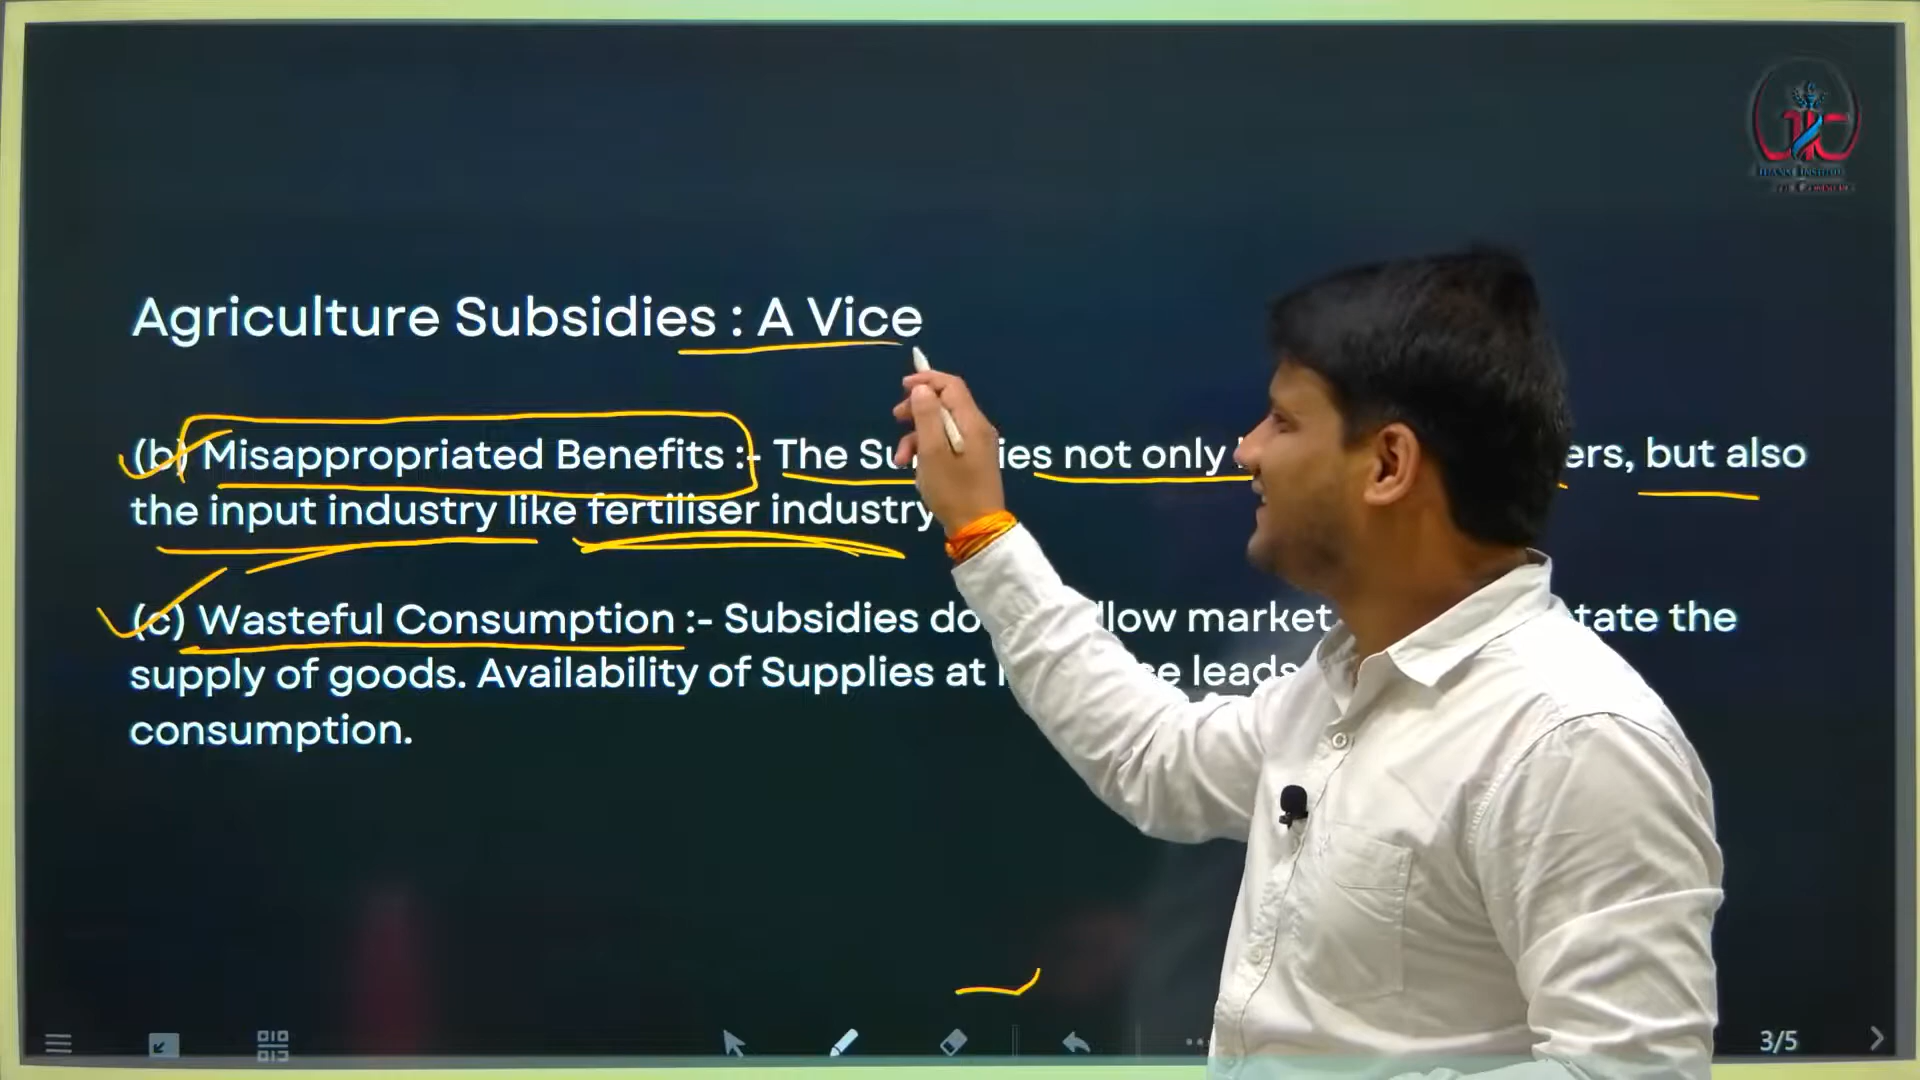 Agriculture Subsidies : A Vice
(b) Misappropriated Benefits :- The ies not only ers, but also
the input industry like fertiliser industry
(c) Wasteful Consumption :- Subsidies do llow market tate the
supply of goods. Availability of Supplies at leads
consumption.
3/5